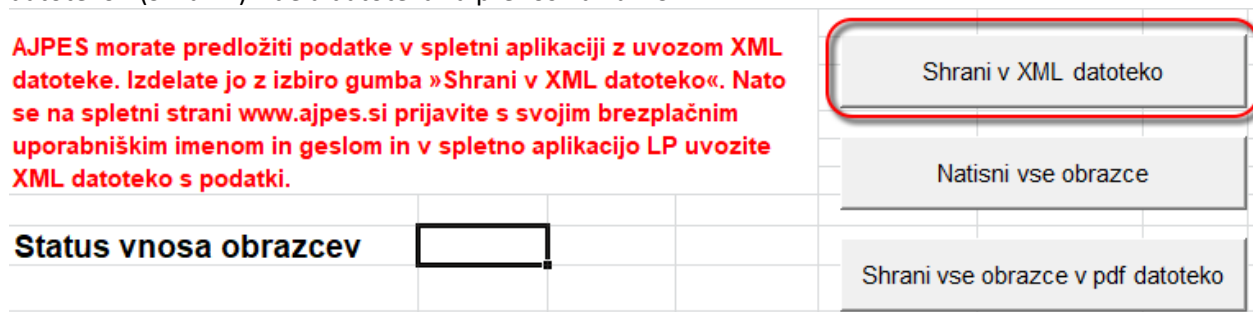 AJPES morate predložiti podatke v spletni aplikaciji z uvozom XML
datoteke. Izdelate jo z izbiro gumba »Shrani v XML datoteko«. Nato
se na spletni strani www.ajpes.si prijavite s svojim brezplačnim
uporabniškim imenom in geslom in v spletno aplikacijo LP uvozite
XML datoteko s podatki.
Status vnosa obrazcev
Shrani v XML datoteko
Natisni vse obrazce
Shrani vse obrazce v pdf datoteko